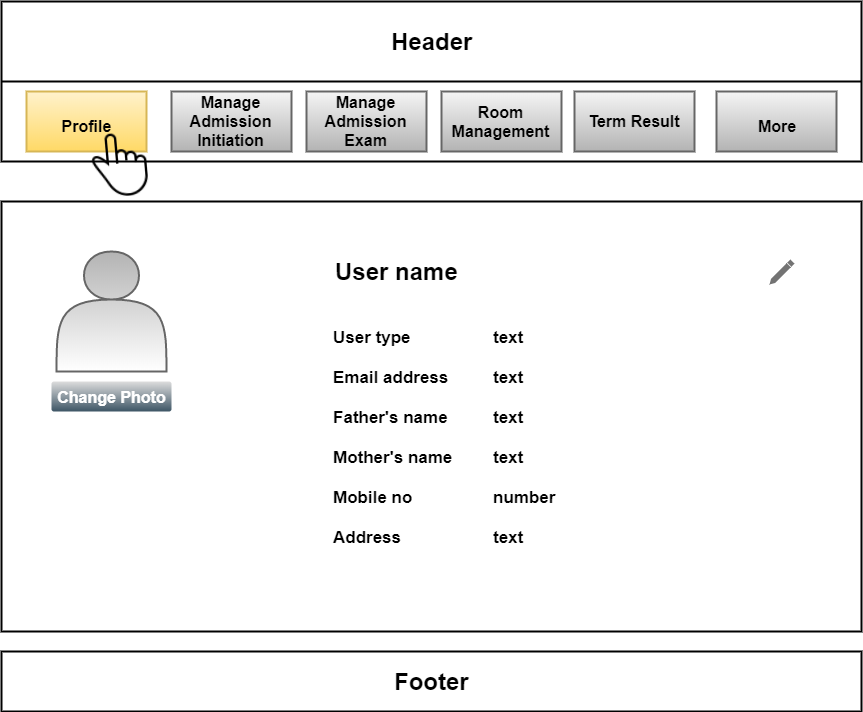 Header
Profile
Manage
Admission
Initiation
Manage
Admission
Exam
Room
Management
Term Result
More
User name
User type text
Email address text
Father's name text
Mother's name text
Mobile no number
Address text
Change Photo
Footer